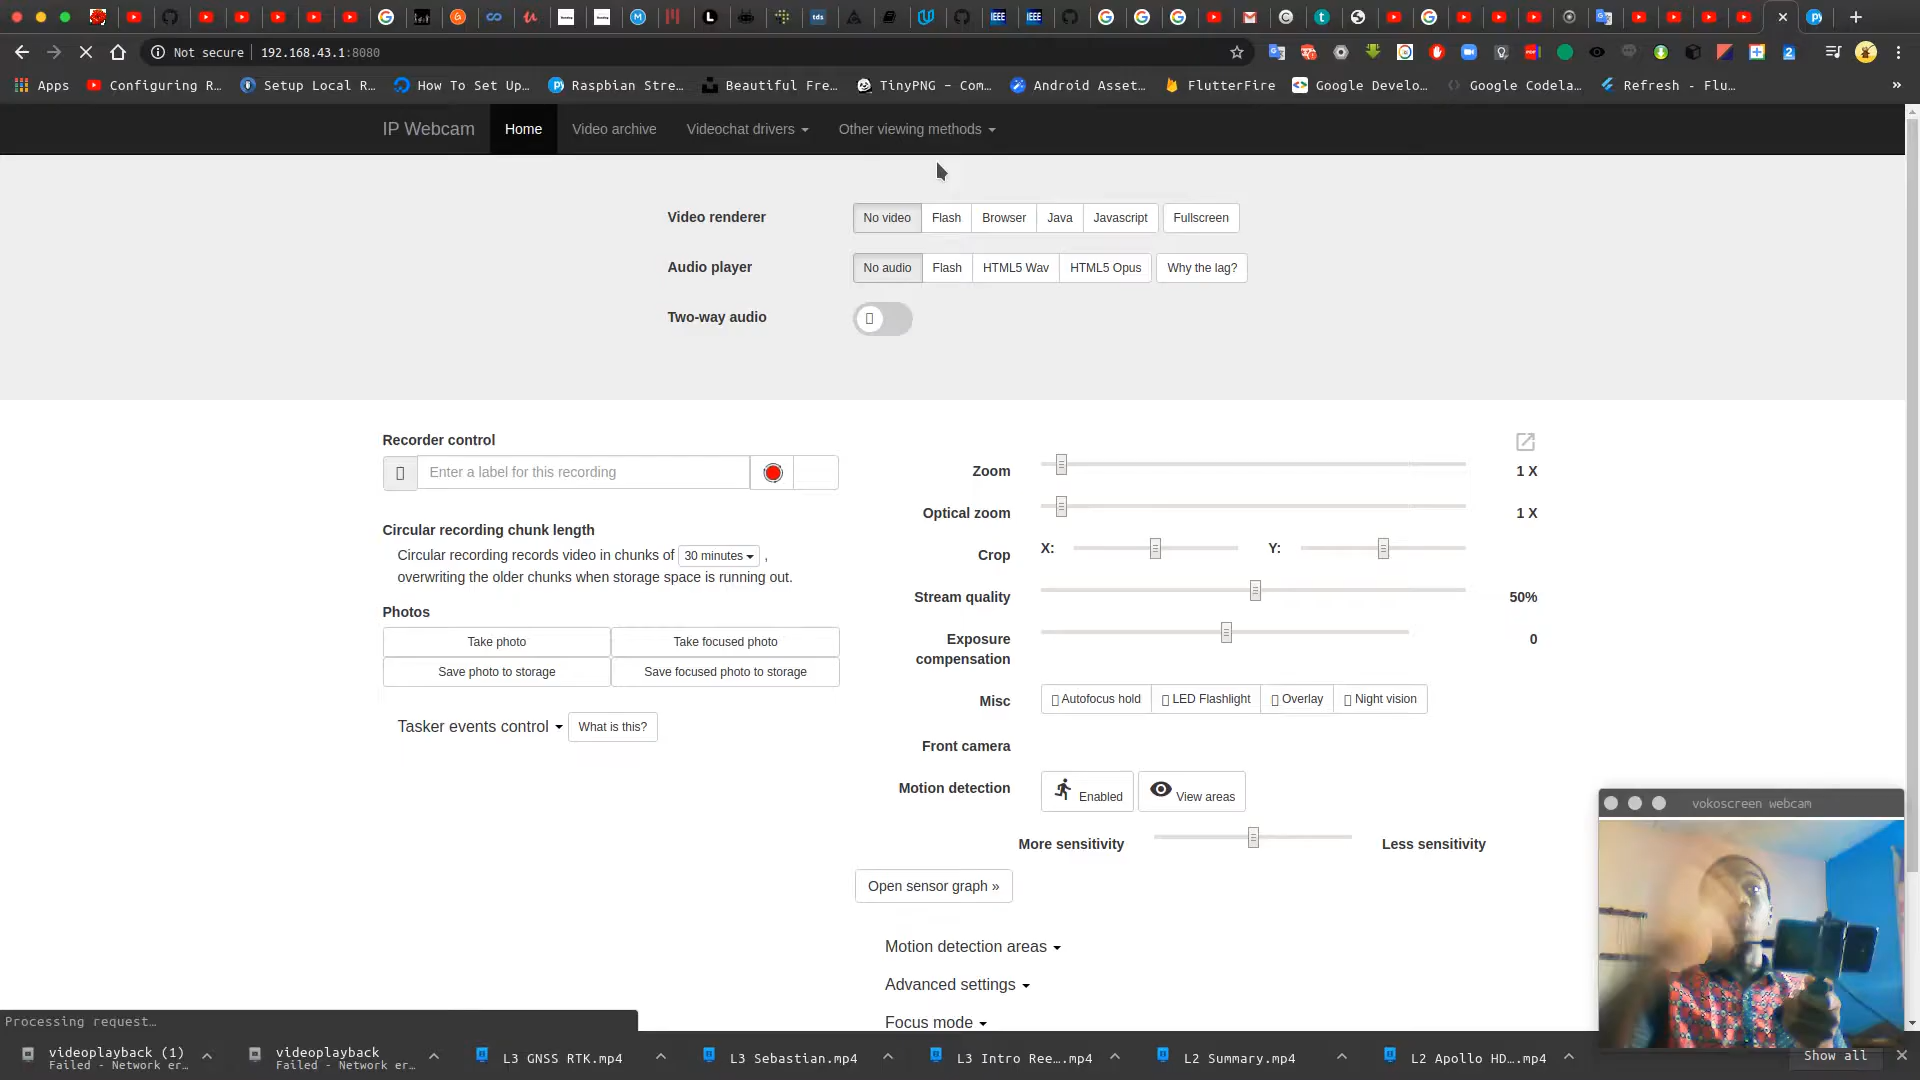 Not secure 192.168.43.1:8080
Apps Configuring R... Setup Local R... How To Set Up... Raspbian Stre... Beautiful Fre... TinyPNG – Com... Android Asset... FlutterFire Google Develo... Google Codela... Refresh - Flu... »
IP Webcam Home Video archive Videochat drivers Other viewing methods
Video renderer No video Flash Browser Java Javascript Fullscreen
Audio player No audio Flash HTML5 Wav HTML5 Opus Why the lag?
Two-way audio
Recorder control
Enter a label for this recording
Circular recording chunk length
Circular recording records video in chunks of 30 minutes ,
overwriting the older chunks when storage space is running out.
Photos
Take photo Take focused photo
Save photo to storage Save focused photo to storage
Tasker events control What is this?
Zoom 1 X
Optical zoom 1 X
Crop X: Y:
Stream quality 50%
Exposure compensation 0
Misc Autofocus hold LED Flashlight Overlay Night vision
Front camera
Motion detection Enabled View areas
More sensitivity Less sensitivity
Open sensor graph »
Motion detection areas
Advanced settings
Focus mode
vokoscreen webcam
Processing request…
videoplayback (1)
Failed - Network er...
videoplayback
Failed - Network er...
L3 GNSS RTK.mp4
L3 Sebastian.mp4
L3 Intro Ree....mp4
L2 Summary.mp4
L2 Apollo HD....mp4
Show all